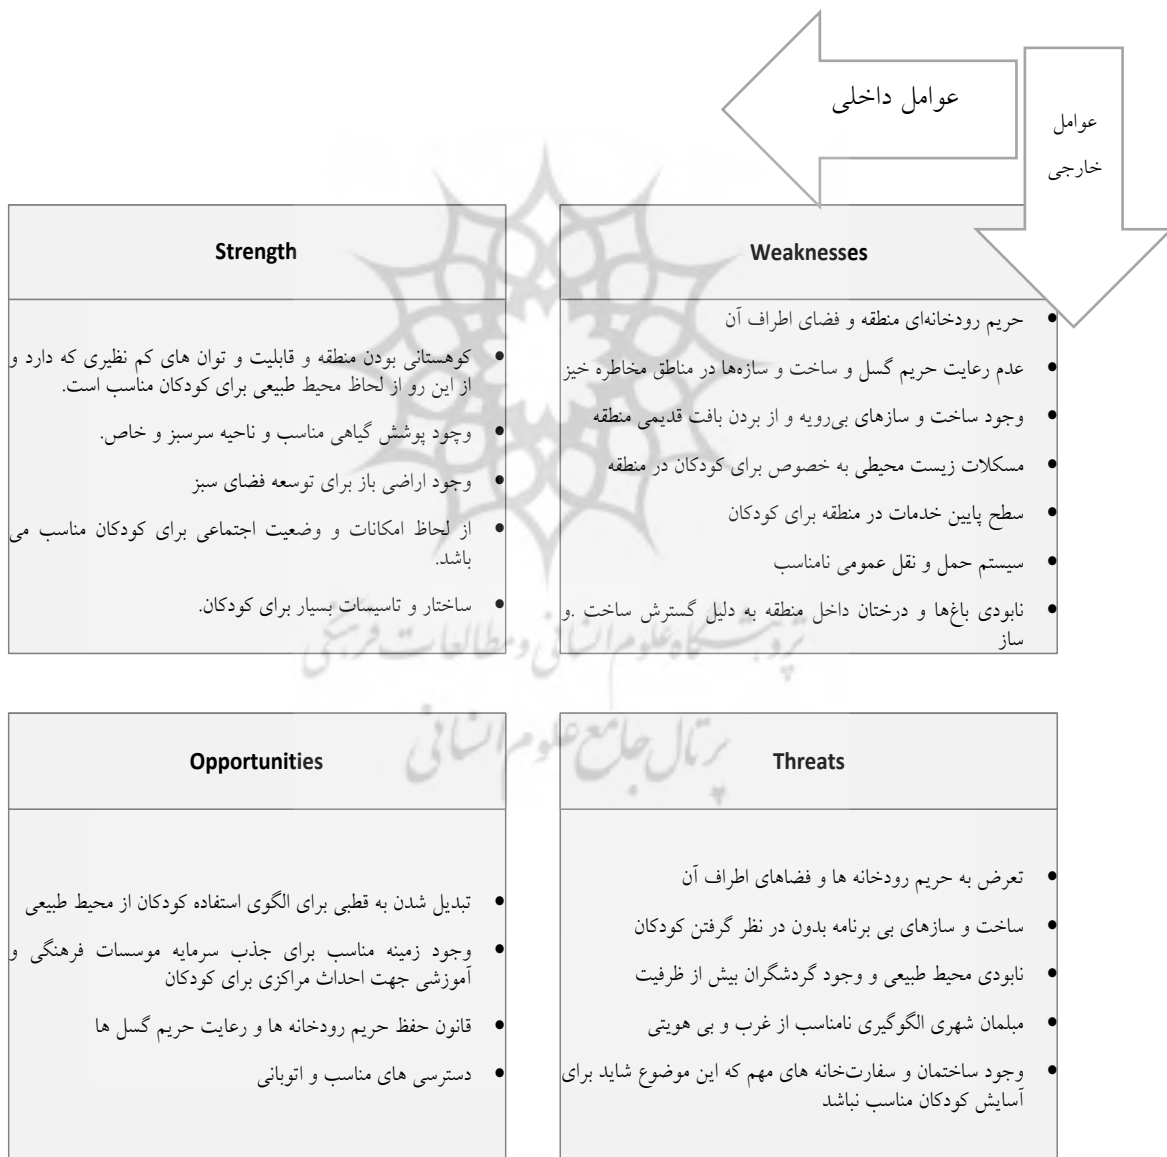 عوامل داخلی
عوامل
خارجی
Strength
• کوهستانی بودن منطقه و قابلیت و توان های کم نظیری که دارد و
از این رو از لحاظ محیط طبیعی برای کودکان مناسب است.
• وچود پوشش گیاهی مناسب و ناحیه سرسبز و خاص.
• وجود اراضی باز برای توسعه فضای سبز
• از لحاظ امکانات و وضعیت اجتماعی برای کودکان مناسب می
باشد.
• ساختار و تاسیسات بسیار برای کودکان.
Weaknesses
• حریم رودخانه‌ای منطقه و فضای اطراف آن
• عدم رعایت حریم گسل و ساخت و سازه‌ها در مناطق مخاطره خیز
• وجود ساخت و سازهای بی‌رویه و از بردن بافت قدیمی منطقه
• مسکلات زیست محیطی به خصوص برای کودکان در منطقه
• سطح پایین خدمات در منطقه برای کودکان
• سیستم حمل و نقل عمومی نامناسب
• نابودی باغ‌ها و درختان داخل منطقه به دلیل گسترش ساخت .و
ساز
پژوهشگاه علوم انسانی و مطالعات فرهنگی
پرتال جامع علوم انسانی
Opportunities
• تبدیل شدن به قطبی برای الگوی استفاده کودکان از محیط طبیعی
• وجود زمینه مناسب برای جذب سرمایه موسسات فرهنگی و
آموزشی جهت احداث مراکزی برای کودکان
• قانون حفظ حریم رودخانه ها و رعایت حریم گسل ها
• دسترسی های مناسب و اتوبانی
Threats
• تعرض به حریم رودخانه ها و فضاهای اطراف آن
• ساخت و سازهای بی برنامه بدون در نظر گرفتن کودکان
• نابودی محیط طبیعی و وجود گردشگران بیش از ظرفیت
• مبلمان شهری الگوگیری نامناسب از غرب و بی هویتی
• وجود ساختمان و سفارت‌خانه های مهم که این موضوع شاید برای
آسایش کودکان مناسب نباشد